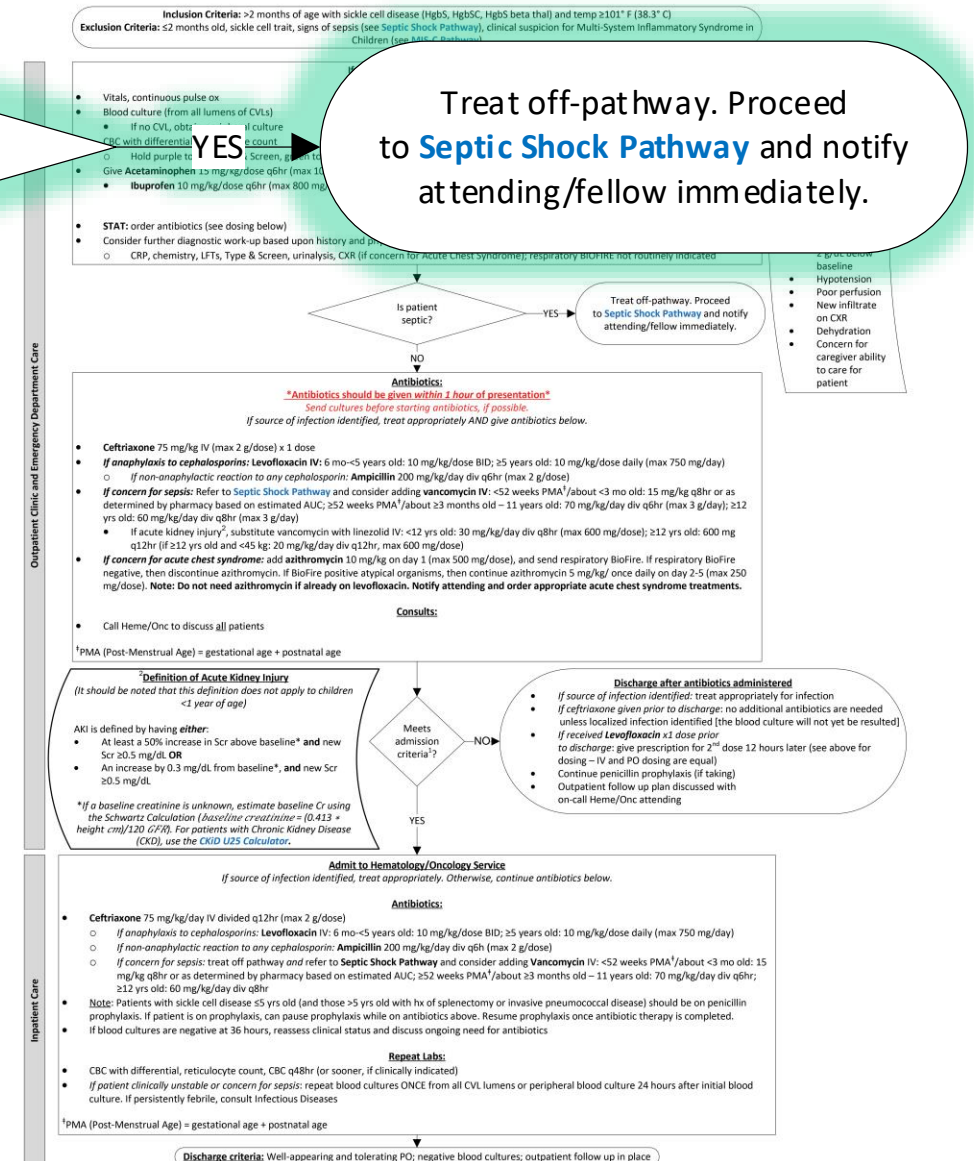 Inclusion Criteria: >2 months of age with sickle cell disease (HgbS, HgbSC, HgbS beta thal) and temp ≥101° F (38.3° C)
Exclusion Criteria: ≤2 months old, sickle cell trait, signs of sepsis (see Septic Shock Pathway), clinical suspicion for Multi-System Inflammatory Syndrome in
Children (see MIS-C Pathway)
Treat off-pathway. Proceed
to Septic Shock Pathway and notify
attending/fellow immediately.
YES
Outpatient Clinic and Emergency Department Care
• Vitals, continuous pulse ox
• Blood culture (from all lumens of CVLs)
• If no CVL, culture
CBC with differential count
o Hold purple & Screen,
• Give Acetaminophen 15 mg/kg/dose q6hr (max
• Ibuprofen 10 mg/kg/dose q6hr (max 800 mg
• STAT: order antibiotics (see dosing below)
• Consider further diagnostic work-up based upon history and
o CRP, chemistry, LFTs, Type & Screen, urinalysis, CXR (if concern for Acute Chest Syndrome); respiratory BIOFIRE not routinely indicated
2 g/dL below
baseline
• Hypotension
• Poor perfusion
• New infiltrate
on CXR
• Dehydration
• Concern for
caregiver ability
to care for
patient
Is patient
septic?
YES
Treat off-pathway. Proceed
to Septic Shock Pathway and notify
attending/fellow immediately.
NO
Antibiotics:
*Antibiotics should be given within 1 hour of presentation*
Send cultures before starting antibiotics, if possible.
If source of infection identified, treat appropriately AND give antibiotics below.
• Ceftriaxone 75 mg/kg IV (max 2 g/dose) x 1 dose
• If anaphylaxis to cephalosporins: Levofloxacin IV: 6 mo-<5 years old: 10 mg/kg/dose BID; ≥5 years old: 10 mg/kg/dose daily (max 750 mg/day)
o If non-anaphylactic reaction to any cephalosporin: Ampicillin 200 mg/kg/day div q6hr (max 2 g/dose)
• If concern for sepsis: Refer to Septic Shock Pathway and consider adding vancomycin IV: <52 weeks PMA†/about <3 mo old: 15 mg/kg q8hr or as
determined by pharmacy based on estimated AUC; ≥52 weeks PMA†/about ≥3 months old – 11 years old: 70 mg/kg/day div q6hr (max 3 g/day); ≥12
yrs old: 60 mg/kg/day div q8hr (max 3 g/day)
• If acute kidney injury², substitute vancomycin with linezolid IV: <12 yrs old: 30 mg/kg/day div q8hr (max 600 mg/dose); ≥12 yrs old: 600 mg
q12hr (if ≥12 yrs old and <45 kg: 20 mg/kg/day div q12hr, max 600 mg/dose)
• If concern for acute chest syndrome: add azithromycin 10 mg/kg on day 1 (max 500 mg/dose), and send respiratory BioFire. If respiratory BioFire
negative, then discontinue azithromycin. If BioFire positive atypical organisms, then continue azithromycin 5 mg/kg/ once daily on day 2-5 (max 250
mg/dose). Note: Do not need azithromycin if already on levofloxacin. Notify attending and order appropriate acute chest syndrome treatments.
Consults:
• Call Heme/Onc to discuss all patients
†PMA (Post-Menstrual Age) = gestational age + postnatal age
²Definition of Acute Kidney Injury
(It should be noted that this definition does not apply to children
<1 year of age)
AKI is defined by having either:
• At least a 50% increase in Scr above baseline* and new
Scr ≥0.5 mg/dL OR
• An increase by 0.3 mg/dL from baseline*, and new Scr
≥0.5 mg/dL
*If a baseline creatinine is unknown, estimate baseline Cr using
the Schwartz Calculation (baseline creatinine = (0.413 *
height cm)/120 GFR). For patients with Chronic Kidney Disease
(CKD), use the CKiD U25 Calculator.
Meets
admission
criteria¹?
NO
YES
Discharge after antibiotics administered
• If source of infection identified: treat appropriately for infection
• If ceftriaxone given prior to discharge: no additional antibiotics are needed
unless localized infection identified [the blood culture will not yet be resulted]
• If received Levofloxacin x1 dose prior
to discharge: give prescription for 2nd dose 12 hours later (see above for
dosing – IV and PO dosing are equal)
• Continue penicillin prophylaxis (if taking)
• Outpatient follow up plan discussed with
on-call Heme/Onc attending
Inpatient Care
Admit to Hematology/Oncology Service
If source of infection identified, treat appropriately. Otherwise, continue antibiotics below.
Antibiotics:
• Ceftriaxone 75 mg/kg/day IV divided q12hr (max 2 g/dose)
o If anaphylaxis to cephalosporins: Levofloxacin IV: 6 mo-<5 years old: 10 mg/kg/dose BID; ≥5 years old: 10 mg/kg/dose daily (max 750 mg/day)
o If non-anaphylactic reaction to any cephalosporin: Ampicillin 200 mg/kg/day div q6h (max 2 g/dose)
o If concern for sepsis: treat off pathway and refer to Septic Shock Pathway and consider adding Vancomycin IV: <52 weeks PMA†/about <3 mo old: 15
mg/kg q8hr or as determined by pharmacy based on estimated AUC; ≥52 weeks PMA†/about ≥3 months old – 11 years old: 70 mg/kg/day div q6hr;
≥12 yrs old: 60 mg/kg/day div q8hr
• Note: Patients with sickle cell disease ≤5 yrs old (and those >5 yrs old with hx of splenectomy or invasive pneumococcal disease) should be on penicillin
prophylaxis. If patient is on prophylaxis, can pause prophylaxis while on antibiotics above. Resume prophylaxis once antibiotic therapy is completed.
• If blood cultures are negative at 36 hours, reassess clinical status and discuss ongoing need for antibiotics
Repeat Labs:
• CBC with differential, reticulocyte count, CBC q48hr (or sooner, if clinically indicated)
• If patient clinically unstable or concern for sepsis: repeat blood cultures ONCE from all CVL lumens or peripheral blood culture 24 hours after initial blood
culture. If persistently febrile, consult Infectious Diseases
†PMA (Post-Menstrual Age) = gestational age + postnatal age
Discharge criteria: Well-appearing and tolerating PO; negative blood cultures; outpatient follow up in place